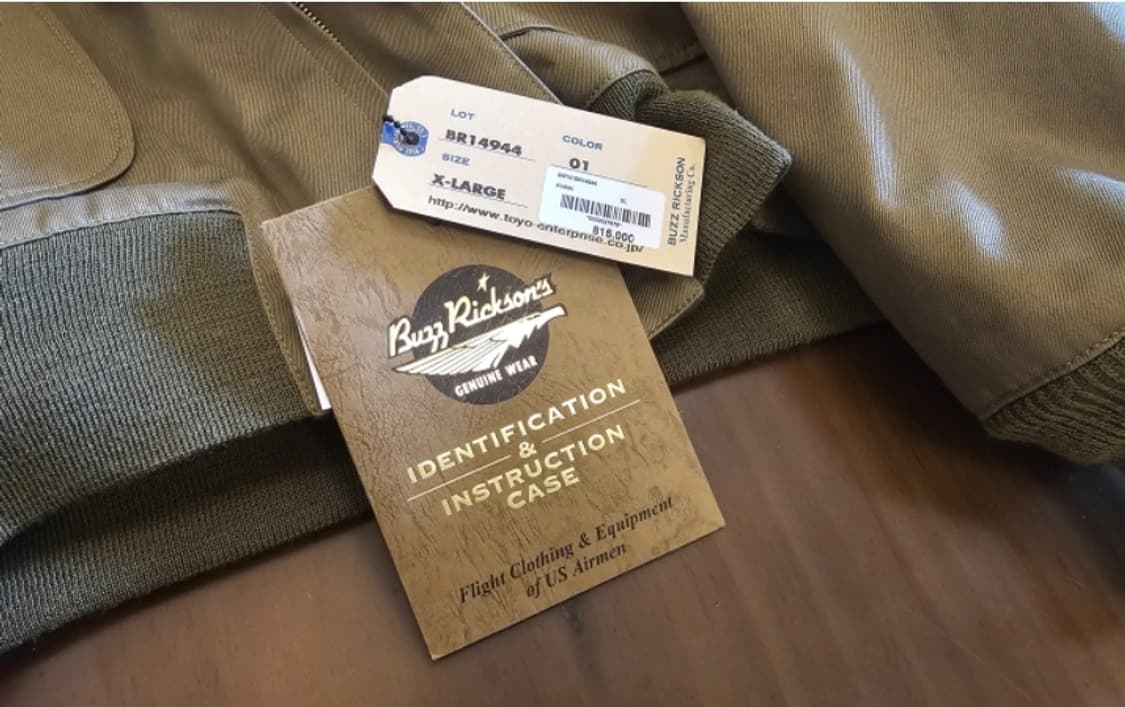 LOT
BR14944
COLOR
01
SIZE
X-LARGE
http://www.toyo-enterprise.co.jp/
BUZZ RICKSON
Manufacturing Co.
Buzz Rickson's
GENUINE WEAR
IDENTIFICATION
&
INSTRUCTION
CASE
Flight Clothing & Equipment
of US Airmen